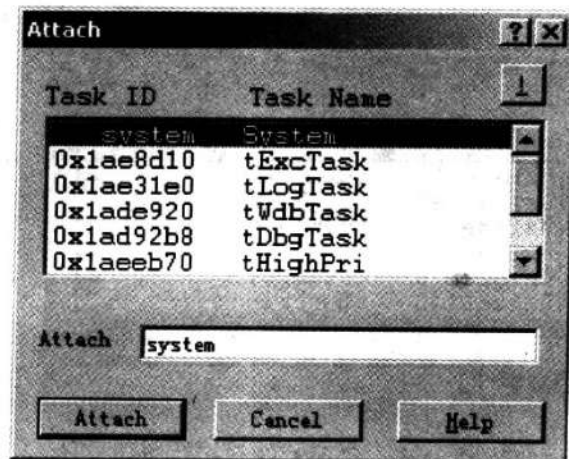 Attach
Task ID Task Name
system System
0x1ae8d10 tExcTask
0x1ae31e0 tLogTask
0x1ade920 tWdbTask
0x1ad92b8 tDbgTask
0x1aeeb70 tHighPri
Attach system
Attach Cancel Help